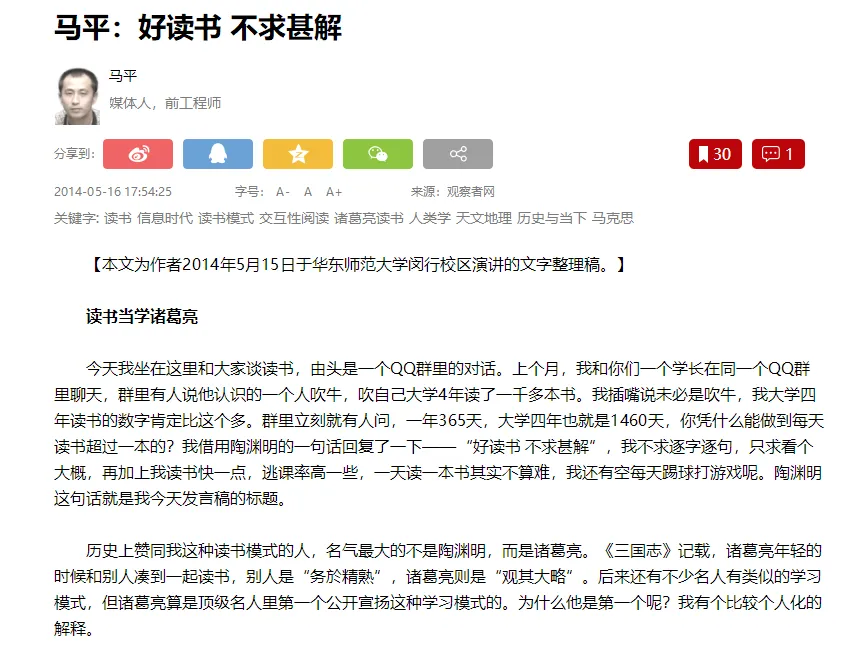 马平：好读书 不求甚解
马平
媒体人，前工程师
分享到:
30
1
2014-05-16 17:54:25 字号： A- A A+ 来源：观察者网
关键字: 读书 信息时代 读书模式 交互性阅读 诸葛亮读书 人类学 天文地理 历史与当下 马克思
【本文为作者2014年5月15日于华东师范大学闵行校区演讲的文字整理稿。】
读书当学诸葛亮
今天我坐在这里和大家谈读书，由头是一个QQ群里的对话。上个月，我和你们一个学长在同一个QQ群
里聊天，群里有人说他认识的一个人吹牛，吹自己大学4年读了一千多本书。我插嘴说未必是吹牛，我大学四
年读书的数字肯定比这个多。群里立刻就有人问，一年365天，大学四年也就是1460天，你凭什么能做到每天
读书超过一本的？我借用陶渊明的一句话回复了一下——“好读书 不求甚解”，我不求逐字逐句，只求看个
大概，再加上我读书快一点，逃课率高一些，一天读一本书其实不算难，我还有空每天踢球打游戏呢。陶渊明
这句话就是我今天发言稿的标题。
历史上赞同我这种读书模式的人，名气最大的不是陶渊明，而是诸葛亮。《三国志》记载，诸葛亮年轻的
时候和别人凑到一起读书，别人是“务於精熟”，诸葛亮则是“观其大略”。后来还有不少名人有类似的学习
模式，但诸葛亮算是顶级名人里第一个公开宣扬这种学习模式的。为什么他是第一个呢？我有个比较个人化的
解释。